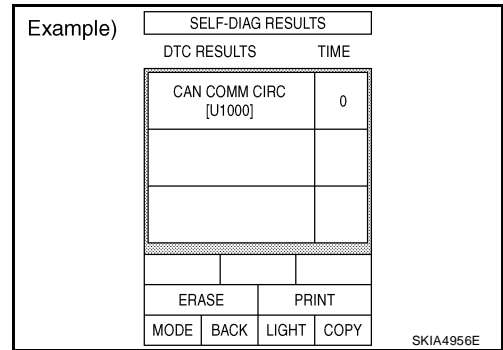 Example)
SELF-DIAG RESULTS
DTC RESULTS TIME
CAN COMM CIRC 0
[U1000]
ERASE PRINT
MODE BACK LIGHT COPY
SKIA4956E